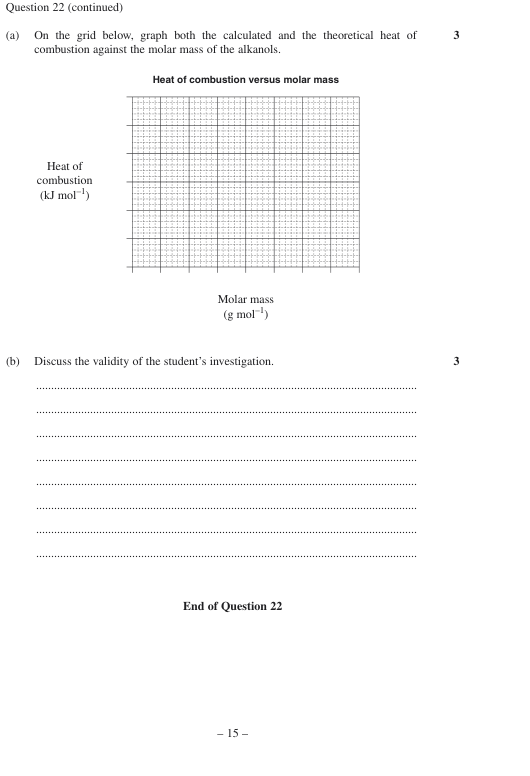 Question 22 (continued)
(a) On the grid below, graph both the calculated and the theoretical heat of 3
combustion against the molar mass of the alkanols.
Heat of combustion versus molar mass
Heat of
combustion
(kJ mol⁻¹)
Molar mass
(g mol⁻¹)
(b) Discuss the validity of the student's investigation. 3
End of Question 22
– 15 –